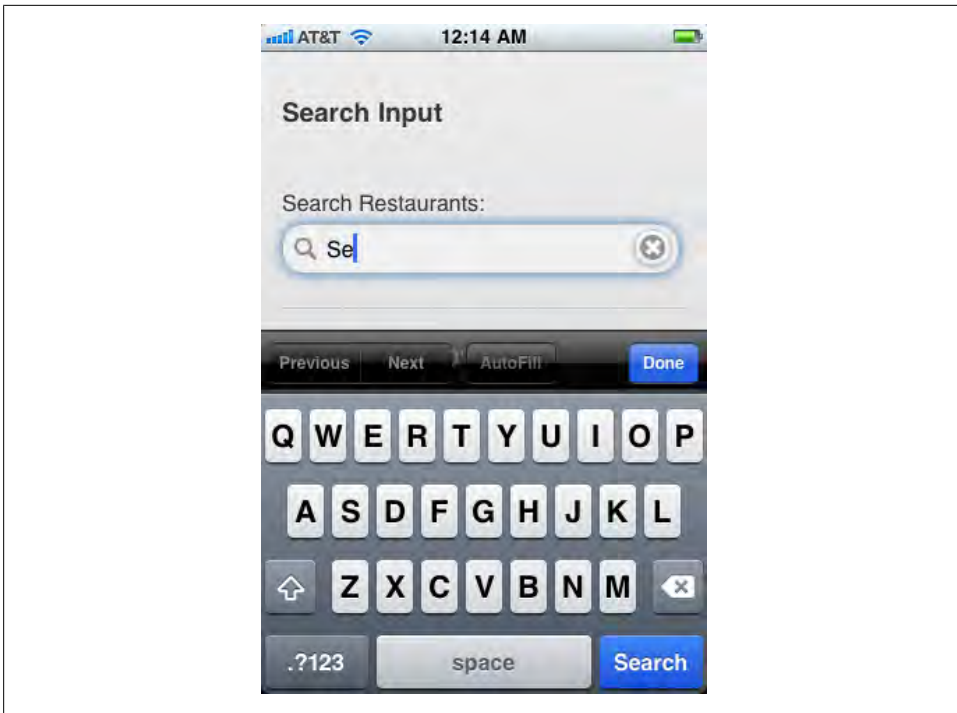 AT&T 12:14 AM
Search Input
Search Restaurants:
Se
Previous Next AutoFill Done
Q W E R T Y U I O P
A S D F G H J K L
Z X C V B N M
.?123 space Search